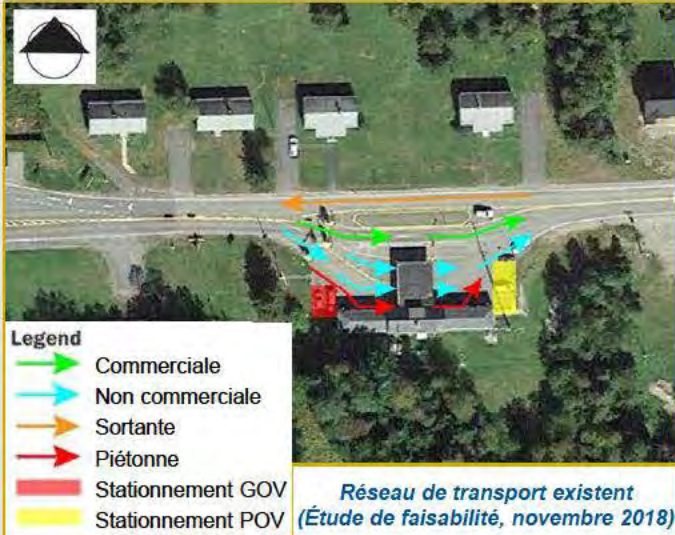 Legend
Commerciale
Non commerciale
Sortante
Piétonne
Stationnement GOV
Stationnement POV
Réseau de transport existent
(Étude de faisabilité, novembre 2018)